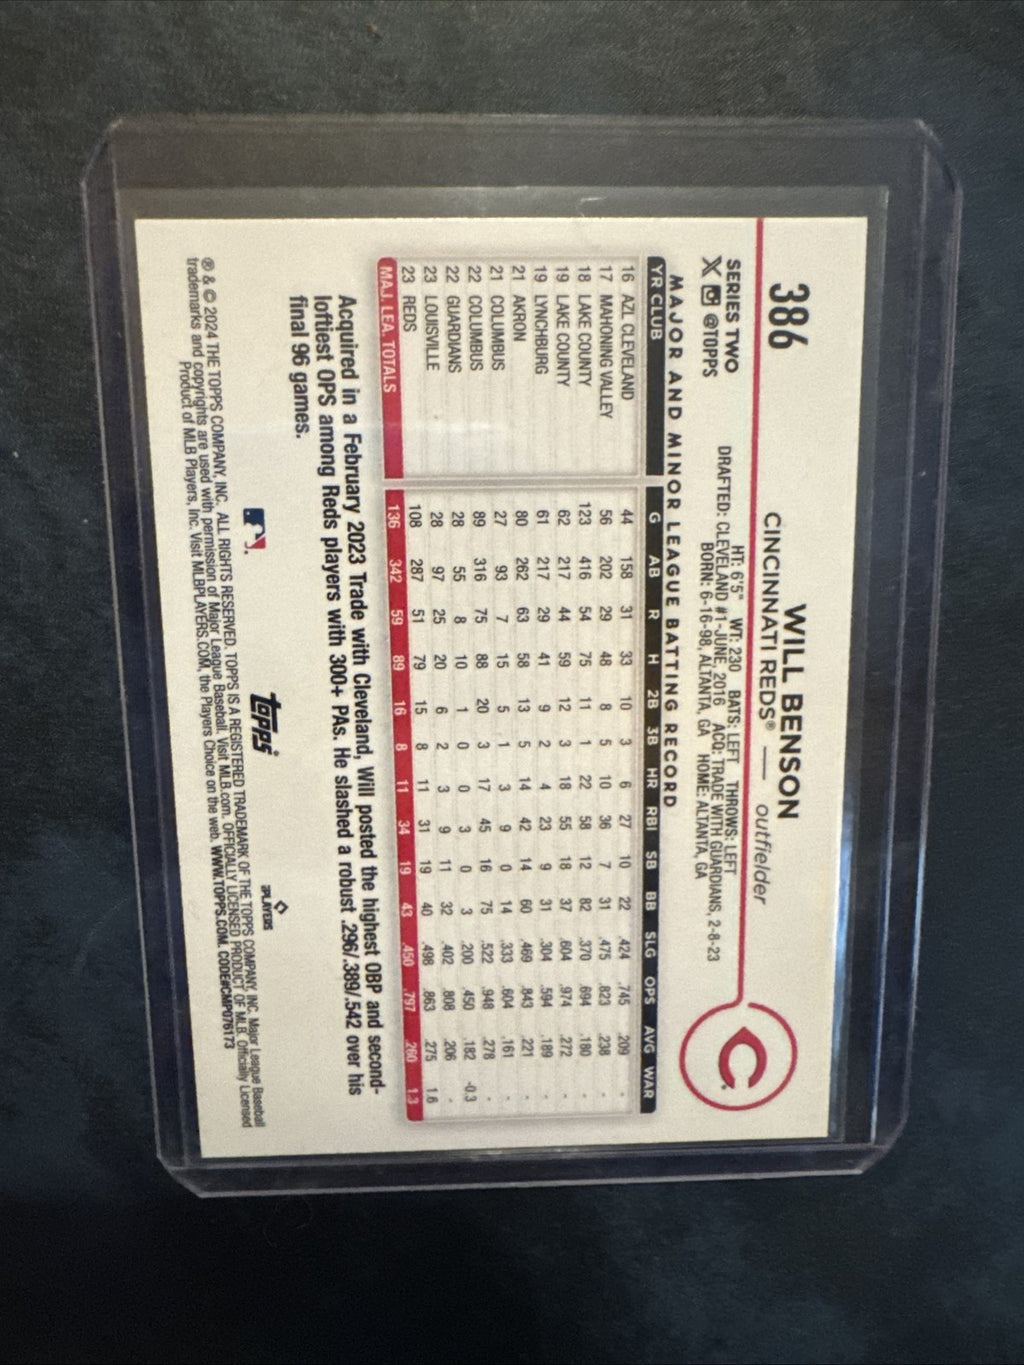 386
WILL BENSON
CINCINNATI REDS® — outfielder
SERIES TWO
@TOPPS
HT: 6'5" WT: 230 BATS: LEFT THROWS: LEFT
DRAFTED: CLEVELAND #1-JUNE, 2016 ACQ: TRADE WITH GUARDIANS, 2-8-23
BORN: 6-16-98, ALTANTA, GA HOME: ALTANTA, GA
C
MAJOR AND MINOR LEAGUE BATTING RECORD
YR CLUB G AB R H 2B 3B HR RBI SB BB SLG OPS AVG WAR
16 AZL CLEVELAND 44 158 31 33 10 3 6 27 10 22 .424 .745 .209 -
17 MAHONING VALLEY 56 202 29 48 8 5 10 36 7 31 .475 .823 .238 -
18 LAKE COUNTY 123 416 54 75 11 1 22 58 12 82 .370 .694 .180 -
19 LAKE COUNTY 62 217 44 59 12 3 18 55 18 37 .604 .974 .272 -
19 LYNCHBURG 61 217 29 41 9 2 4 23 9 31 .304 .594 .189 -
21 AKRON 80 262 63 58 13 5 14 42 14 60 .469 .843 .221 -
21 COLUMBUS 27 93 7 15 5 1 3 9 0 14 .333 .604 .161 -
22 COLUMBUS 89 316 75 88 20 3 17 45 16 75 .522 .948 .278 -
22 GUARDIANS 28 55 8 10 1 0 0 3 0 3 .200 .450 .182 -0.3
23 LOUISVILLE 28 97 25 20 6 2 3 9 11 32 .402 .808 .206 -
23 REDS 108 287 51 79 15 8 11 31 19 40 .498 .863 .275 1.6
MAJ. LEA. TOTALS 136 342 59 89 16 8 11 34 19 43 .450 .797 .260 1.3
Acquired in a February 2023 Trade with Cleveland, Will posted the highest OBP and second-
loftiest OPS among Reds players with 300+ PAs. He slashed a robust .296/.389/.542 over his
final 96 games.
topps®
PLAYERS
® & © 2024 THE TOPPS COMPANY, INC. ALL RIGHTS RESERVED. TOPPS IS A REGISTERED TRADEMARK OF THE TOPPS COMPANY, INC. Major League Baseball
trademarks and copyrights are used with permission of Major League Baseball. Visit MLB.com. OFFICIALLY LICENSED PRODUCT OF MLB. Officially Licensed
Product of MLB Players, Inc. Visit MLBPLAYERS.COM, the Players Choice on the web. WWW.TOPPS.COM. CODE#CMP076173